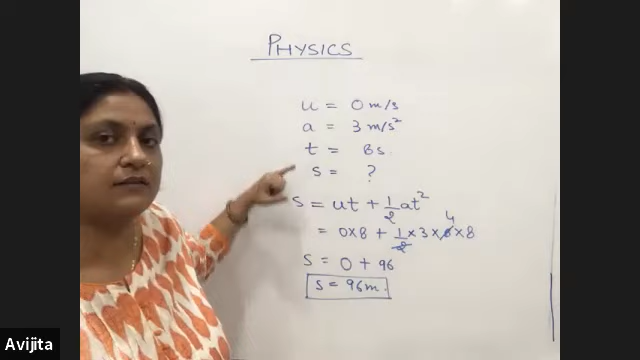 PHYSICS
u = 0 m/s
a = 3 m/s²
t = 8s
s = ?
s = ut + 1/2 at²
4
= 0×8 + 1/2 × 3 × 8 × 8
s = 0 + 96
s = 96m.
Avijita